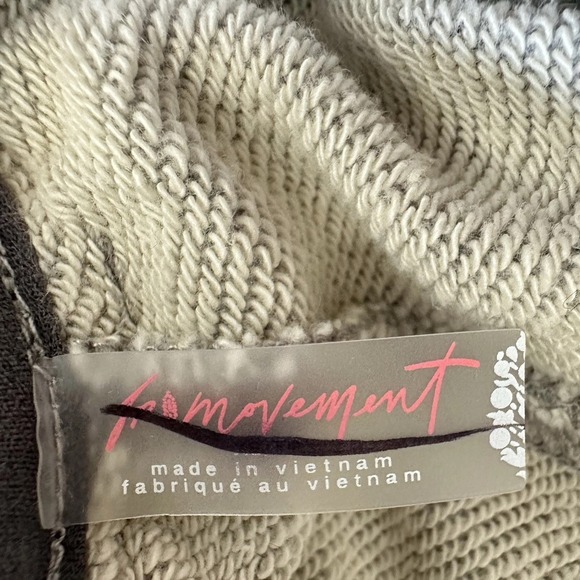 movement
made in vietnam
fabriqué au vietnam